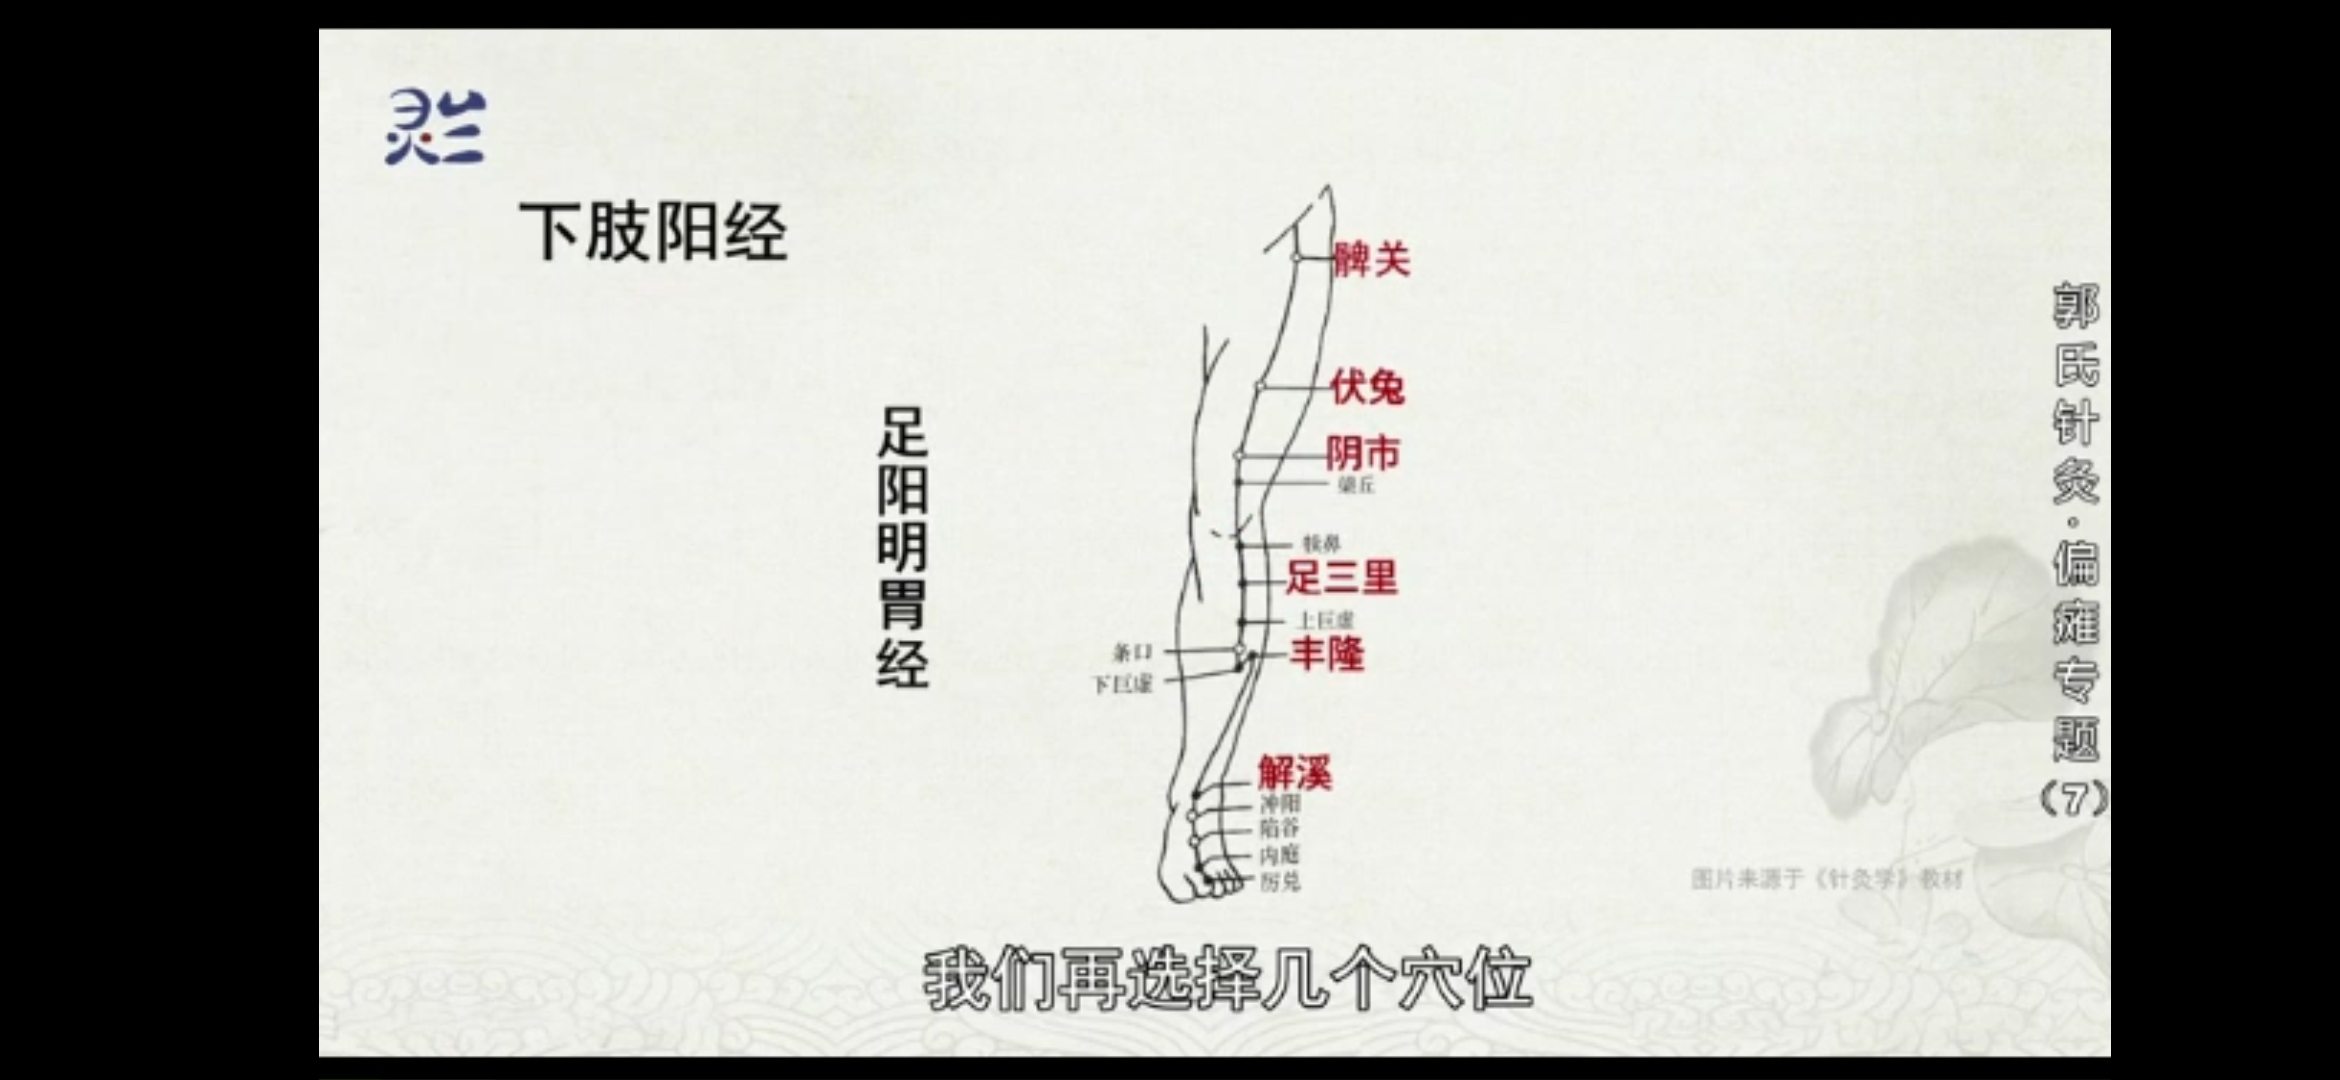 灵兰
下肢阳经
足阳明胃经
髀关
伏兔
阴市
梁丘
犊鼻
足三里
上巨虚
条口
丰隆
下巨虚
解溪
冲阳
陷谷
内庭
厉兑
郭氏针灸·偏瘫专题(7)
图片来源于《针灸学》教材
我们再选择几个穴位